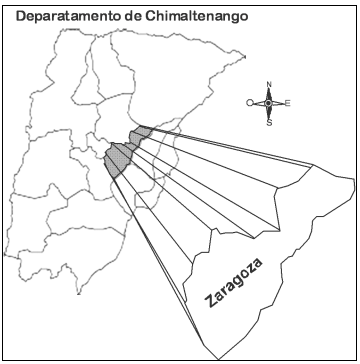 Deparatamento de Chimaltenango
N
O E
S
Zaragoza